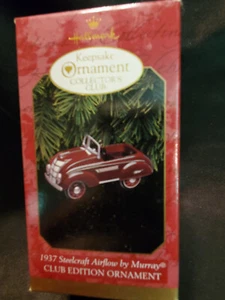 Hallmark
Keepsake
Ornament
COLLECTOR'S
CLUB
1937 Steelcraft Airflow by Murray®
CLUB EDITION ORNAMENT